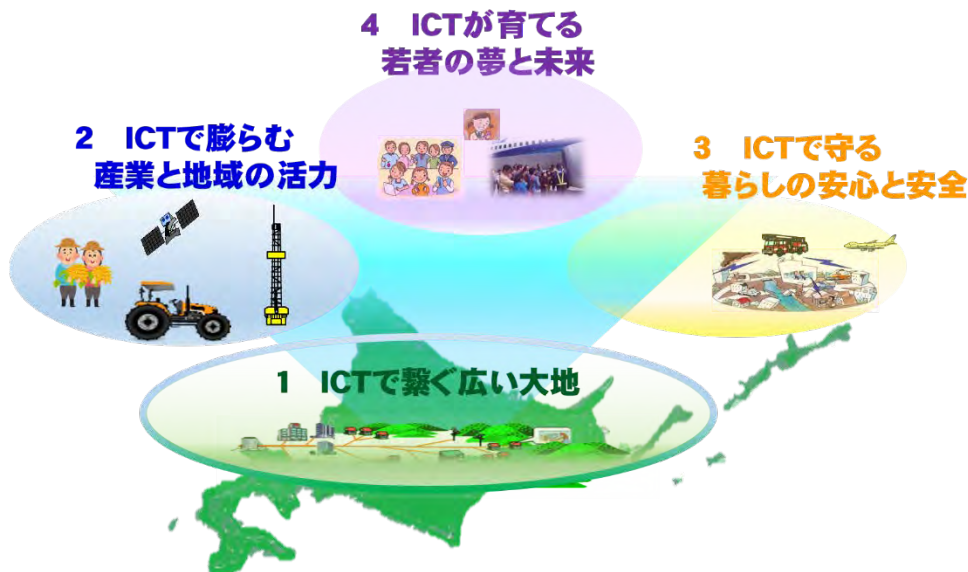 4 ICTが育てる
若者の夢と未来
2 ICTで膨らむ
産業と地域の活力
3 ICTで守る
暮らしの安心と安全
1 ICTで繋ぐ広い大地